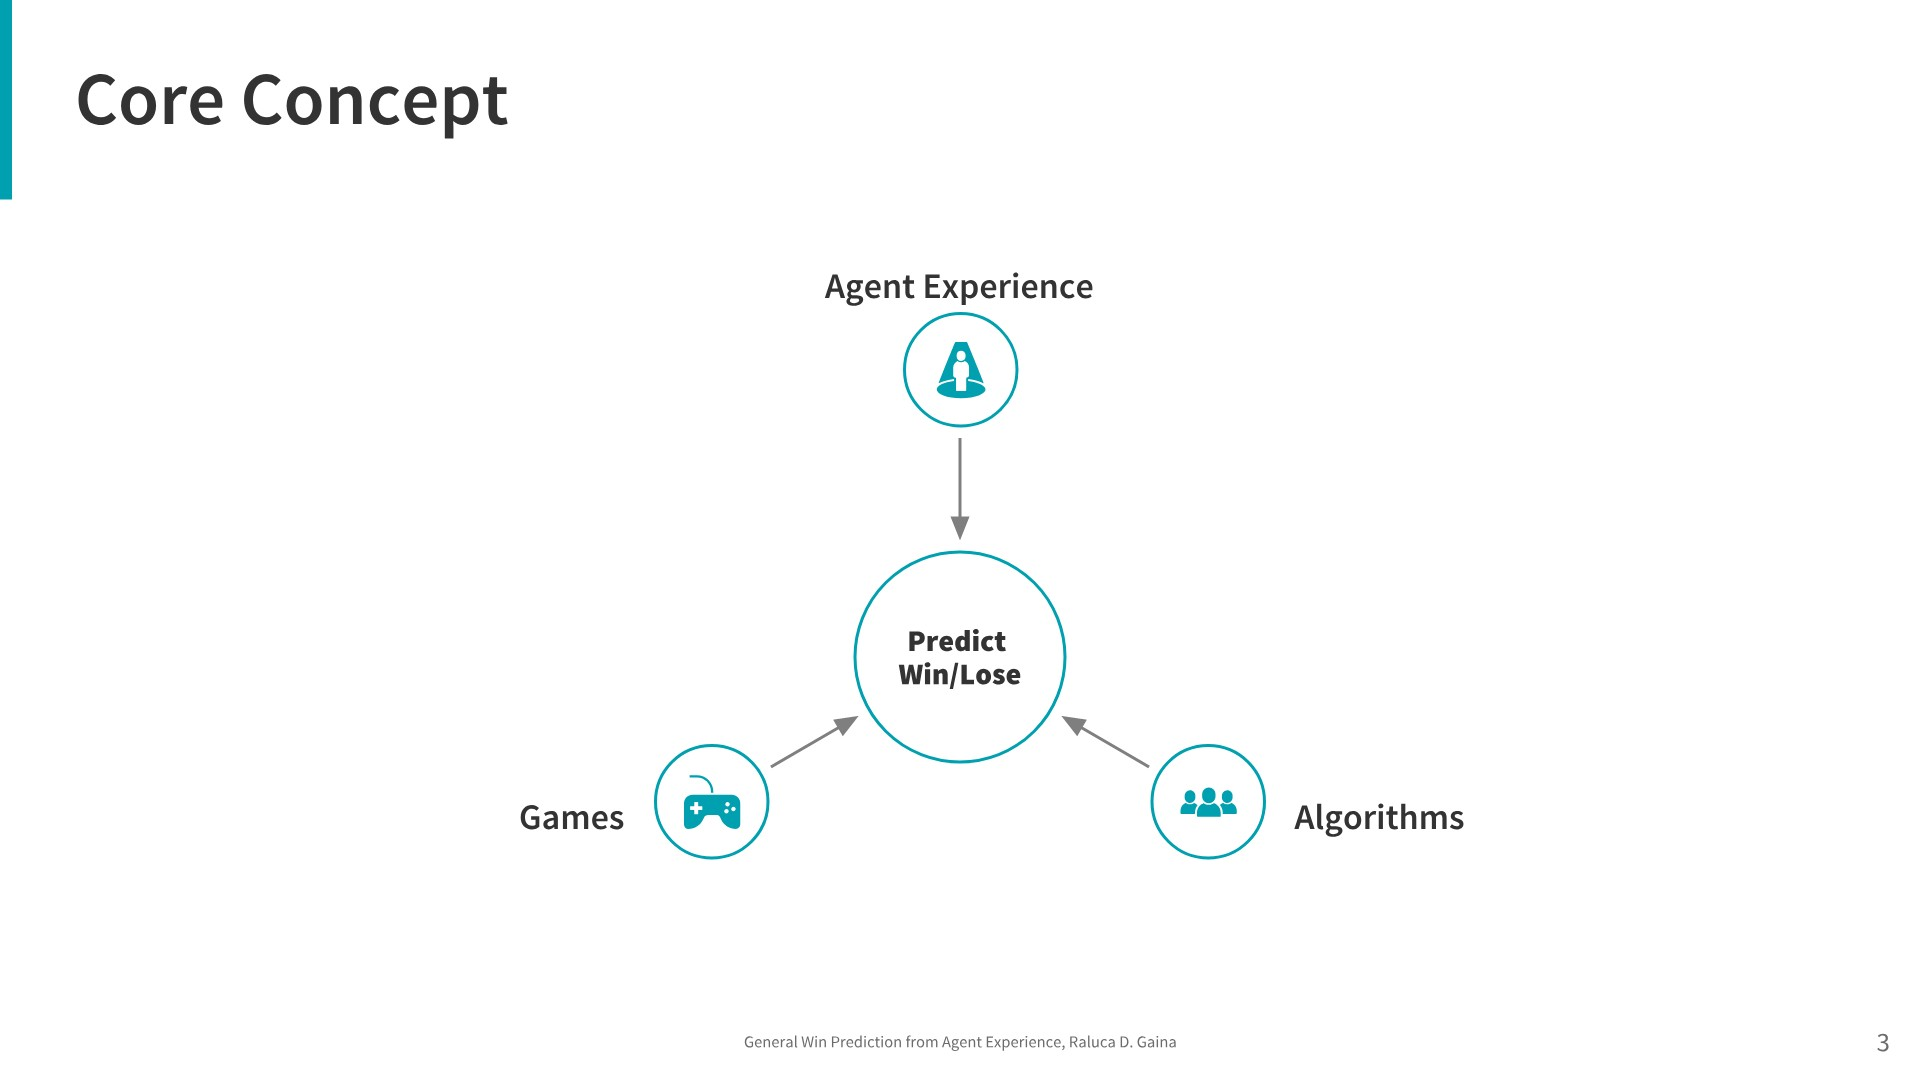 Core Concept
Agent Experience
Predict
Win/Lose
Games
Algorithms
General Win Prediction from Agent Experience, Raluca D. Gaina
3